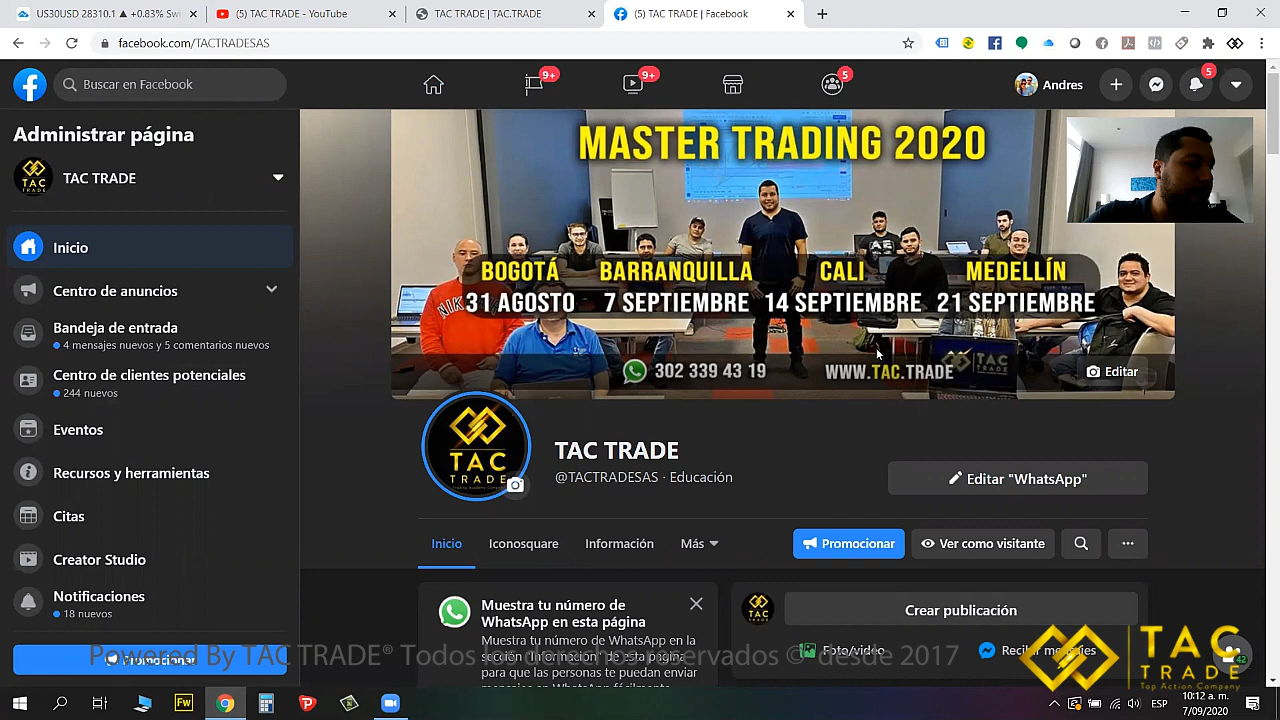 US30USD 28310.1 ▲ +0.83% Sw
(5) TAC TRADE - YouTube
TAC TRADE | TAC.TRADE
(5) TAC TRADE | Facebook
facebook.com/TACTRADESAS
Buscar en Facebook
9+
9+
5
Andres
5
Administrar página
TAC TRADE
TAC TRADE
Inicio
Centro de anuncios
Bandeja de entrada
4 mensajes nuevos y 5 comentarios nuevos
Centro de clientes potenciales
244 nuevos
Eventos
Recursos y herramientas
Citas
Creator Studio
Notificaciones
18 nuevos
Promocionar
MASTER TRADING 2020
BOGOTÁ BARRANQUILLA CALI MEDELLÍN
31 AGOSTO 7 SEPTIEMBRE 14 SEPTIEMBRE 21 SEPTIEMBRE
NIK
302 339 43 19 WWW.TAC.TRADE
TAC
TRADE
Editar
TAC
TRADE
TAC TRADE
@TACTRADESAS · Educación
Editar "WhatsApp"
Inicio Iconosquare Información Más
Promocionar Ver como visitante
Muestra tu número de
WhatsApp en esta página
Muestra tu número de WhatsApp en la
sección "Información" de esta página
para que las personas te puedan enviar
Crear publicación
Foto/video
Recibir mensajes
Powered By TAC TRADE® Todos los derechos reservados © desde 2017
TAC
TRADE
Top Action Company
42
ESP
10:12 a. m.
7/09/2020